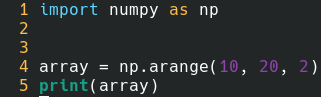 1 import numpy as np
2
3
4 array = np.arange(10, 20, 2)
5 print(array)